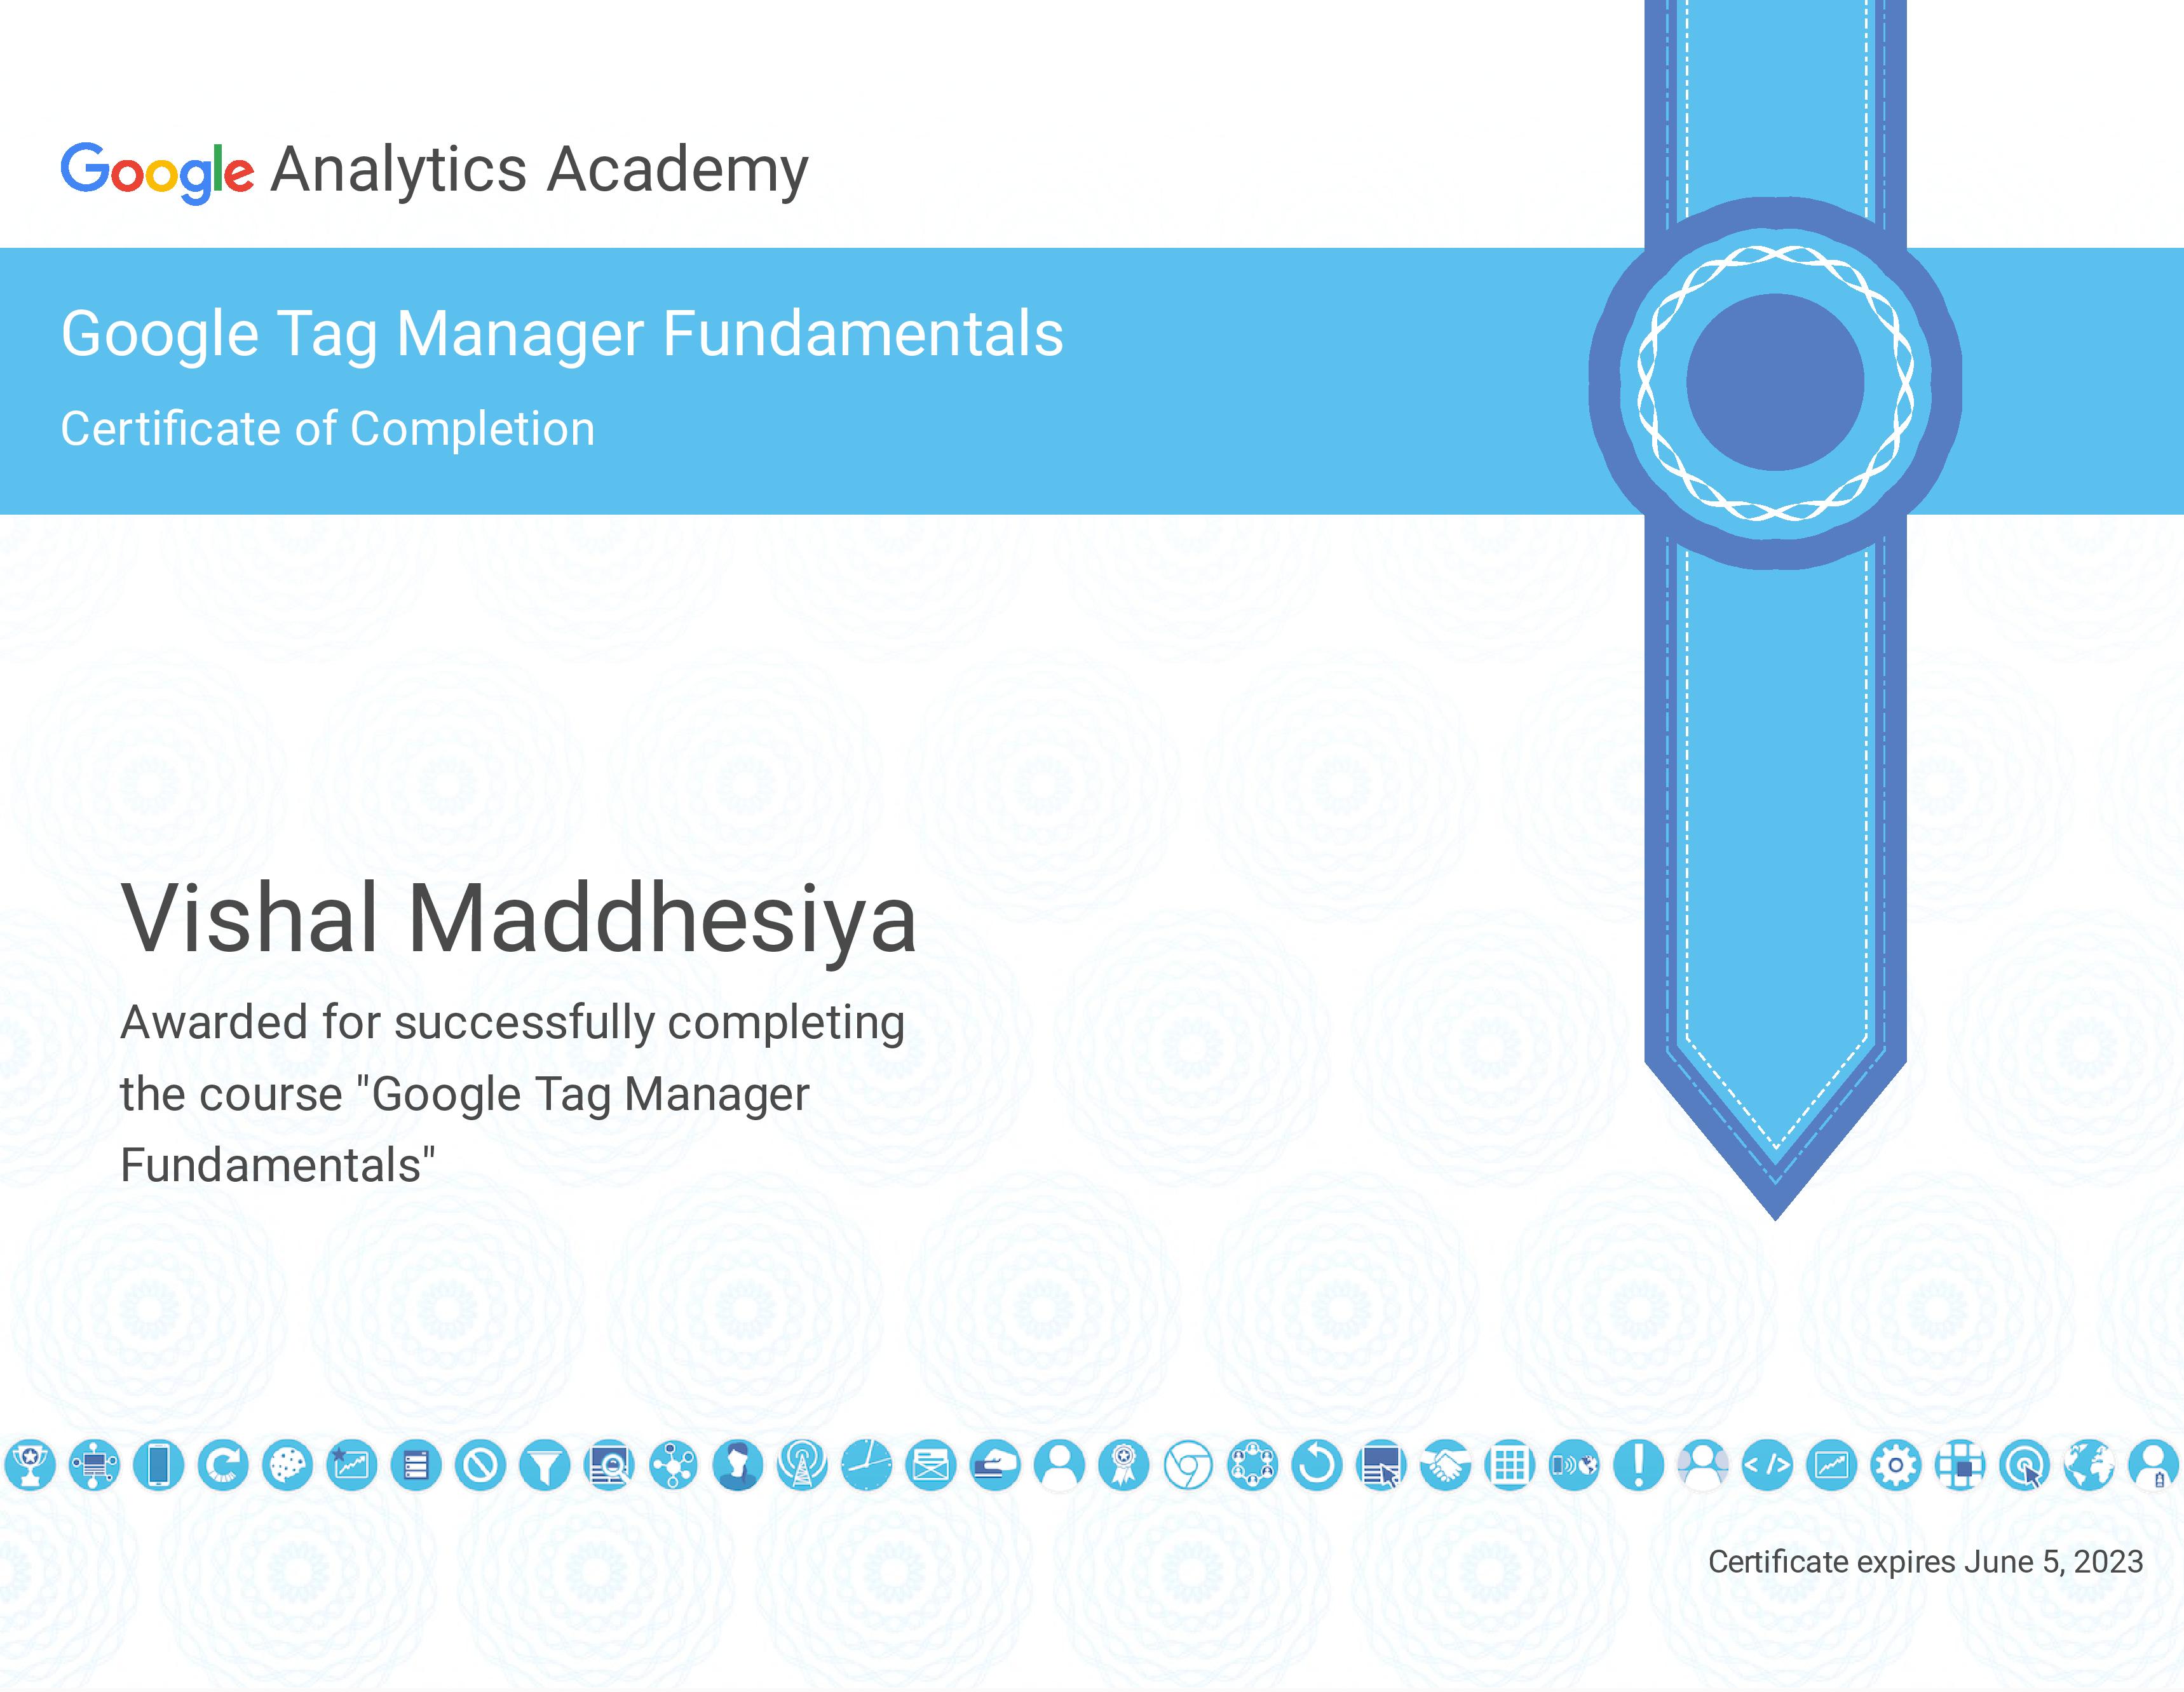 Google Analytics Academy
Google Tag Manager Fundamentals
Certificate of Completion
Vishal Maddhesiya
Awarded for successfully completing
the course "Google Tag Manager
Fundamentals"
Certificate expires June 5, 2023